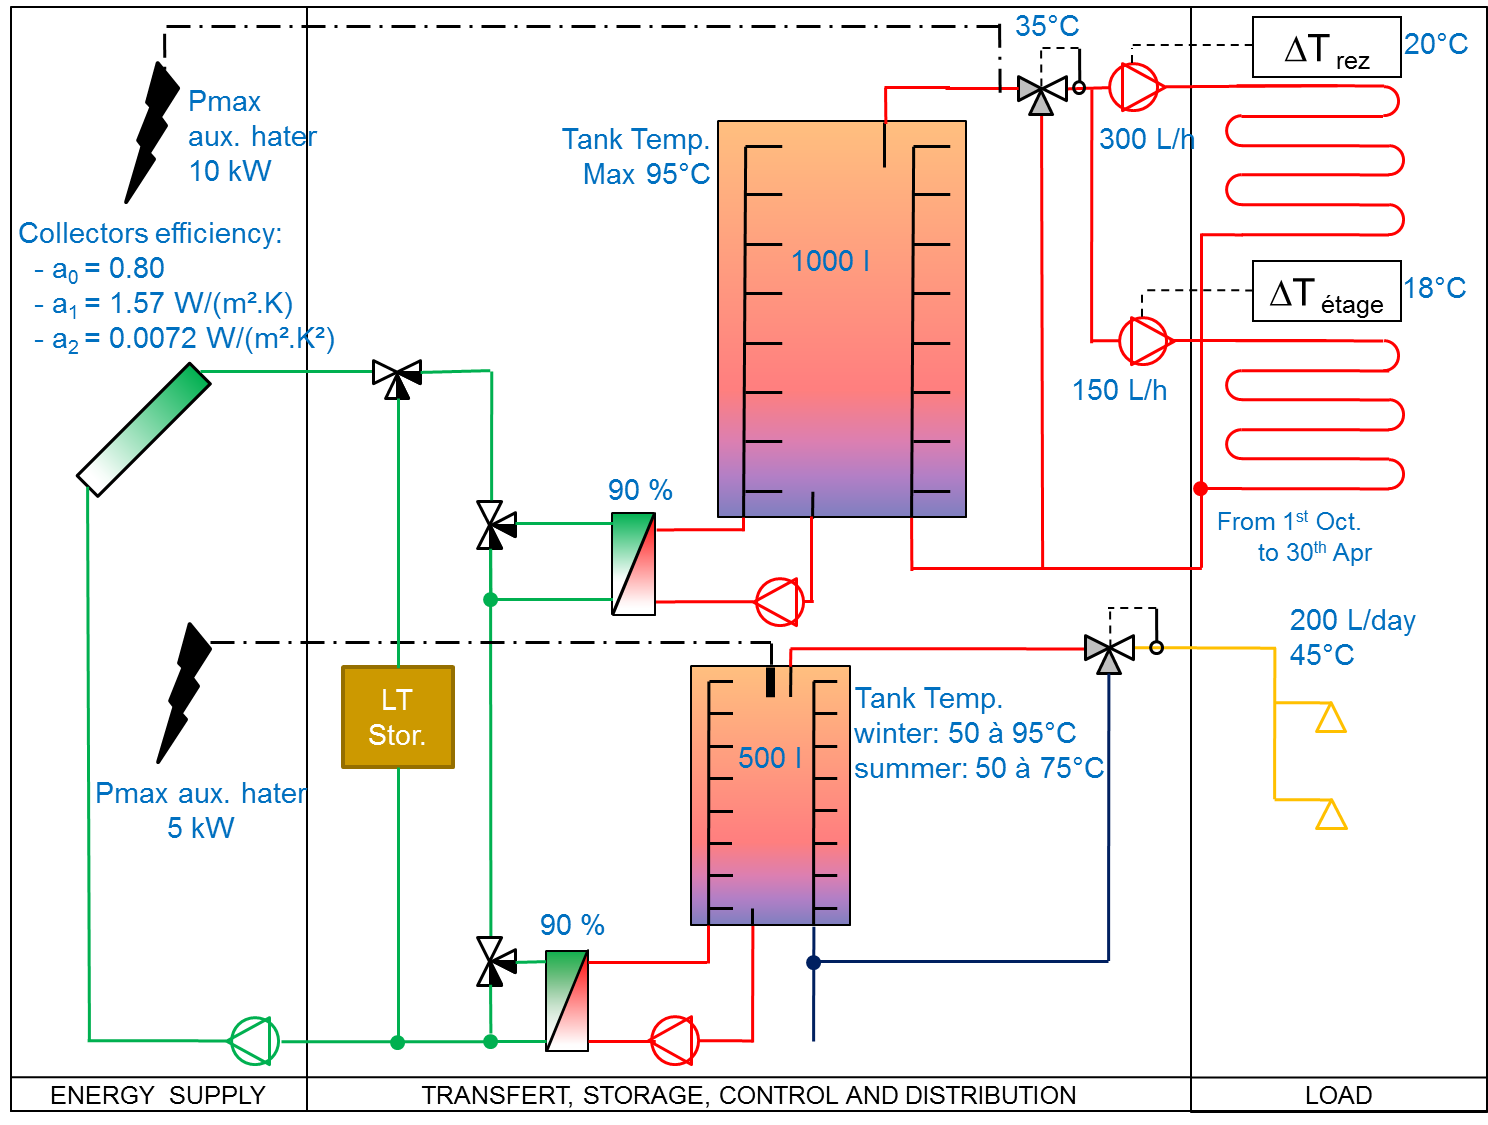 35°C
ΔT rez
20°C
Pmax
aux. hater
10 kW
Tank Temp.
Max 95°C
300 L/h
Collectors efficiency:
- a0 = 0.80
- a1 = 1.57 W/(m².K)
- a2 = 0.0072 W/(m².K²)
1000 l
ΔT étage
18°C
150 L/h
90 %
From 1st Oct.
to 30th Apr
200 L/day
45°C
LT
Stor.
Tank Temp.
winter: 50 à 95°C
summer: 50 à 75°C
500 l
Pmax aux. hater
5 kW
90 %
ENERGY SUPPLY
TRANSFERT, STORAGE, CONTROL AND DISTRIBUTION
LOAD